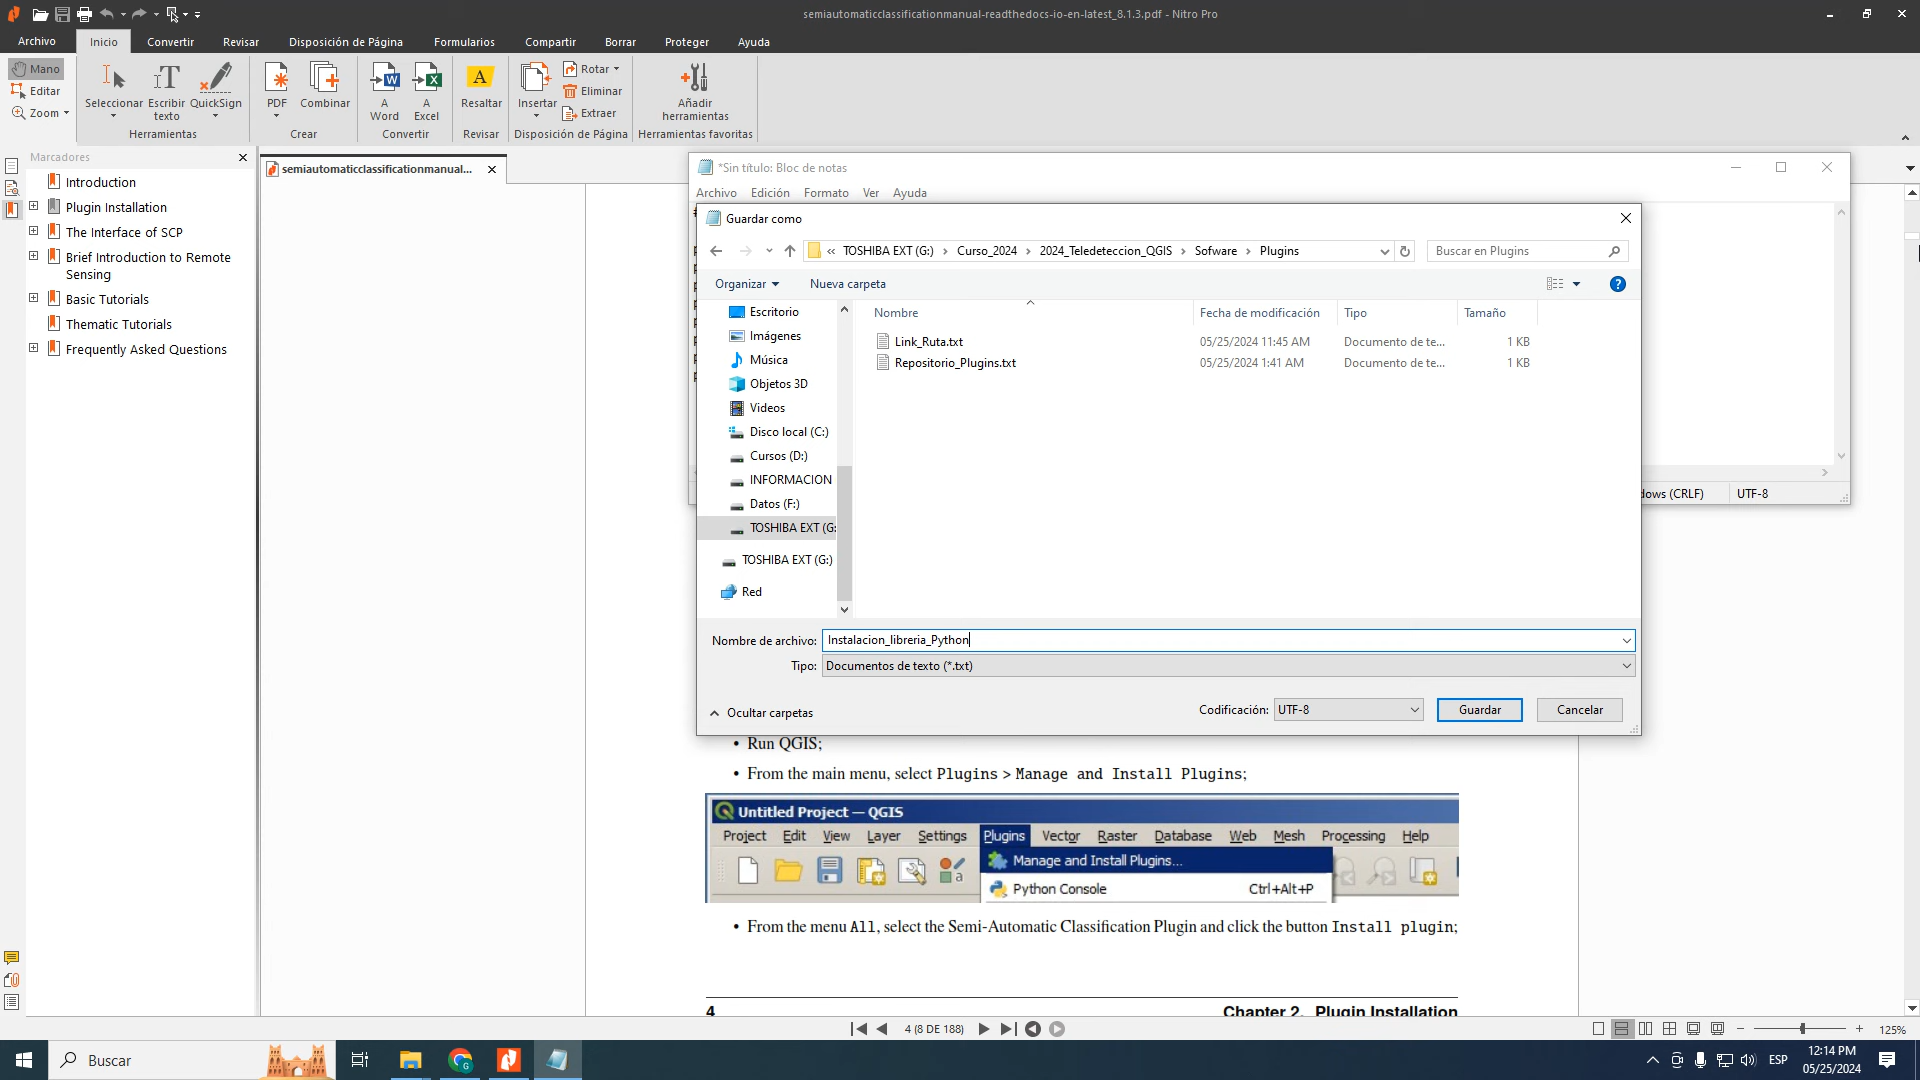 semiautomaticclassificationmanual-readthedocs-io-en-latest_8.1.3.pdf - Nitro Pro
Archivo Inicio Convertir Revisar Disposición de Página Formularios Compartir Borrar Proteger Ayuda
Mano
Editar
Zoom
Seleccionar Escribir texto QuickSign
Herramientas
PDF Combinar
Crear
A Word A Excel
Convertir
Resaltar
Revisar
Insertar
Rotar
Eliminar
Extraer
Disposición de Página
Añadir herramientas
Herramientas favoritas
Marcadores
Introduction
Plugin Installation
The Interface of SCP
Brief Introduction to Remote
Sensing
Basic Tutorials
Thematic Tutorials
Frequently Asked Questions
semiautomaticclassificationmanual...
*Sin título: Bloc de notas
Archivo Edición Formato Ver Ayuda
Guardar como
« TOSHIBA EXT (G:) › Curso_2024 › 2024_Teledeteccion_QGIS › Sofware › Plugins
Buscar en Plugins
Organizar Nueva carpeta
Escritorio
Imágenes
Música
Objetos 3D
Videos
Disco local (C:)
Cursos (D:)
INFORMACION
Datos (F:)
TOSHIBA EXT (G:
TOSHIBA EXT (G:)
Red
Nombre Fecha de modificación Tipo Tamaño
Link_Ruta.txt 05/25/2024 11:45 AM Documento de te... 1 KB
Repositorio_Plugins.txt 05/25/2024 1:41 AM Documento de te... 1 KB
Nombre de archivo: Instalacion_libreria_Python
Tipo: Documentos de texto (*.txt)
Ocultar carpetas
Codificación: UTF-8 Guardar Cancelar
(CRLF) UTF-8
• Run QGIS;
• From the main menu, select Plugins > Manage and Install Plugins;
Untitled Project — QGIS
Project Edit View Layer Settings Plugins Vector Raster Database Web Mesh Processing Help
Manage and Install Plugins...
Python Console Ctrl+Alt+P
• From the menu All, select the Semi-Automatic Classification Plugin and click the button Install plugin;
4 Chapter 2. Plugin Installation
4 (8 DE 188)
125%
Buscar
ESP
12:14 PM
05/25/2024